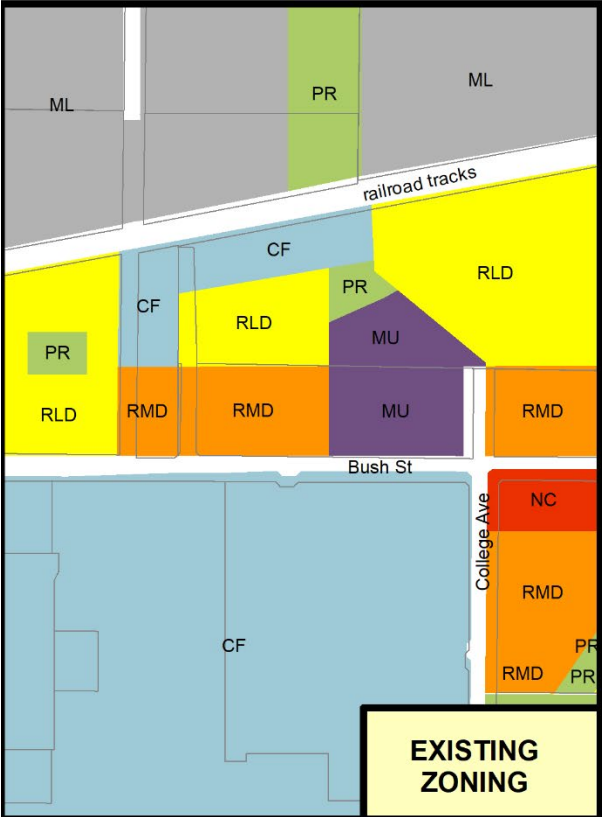 ML
PR
ML
railroad tracks
CF
CF
PR
RLD
RLD
PR
MU
RLD
RMD
RMD
MU
RMD
Bush St
College Ave
NC
RMD
CF
PR
RMD
PR
EXISTING
ZONING